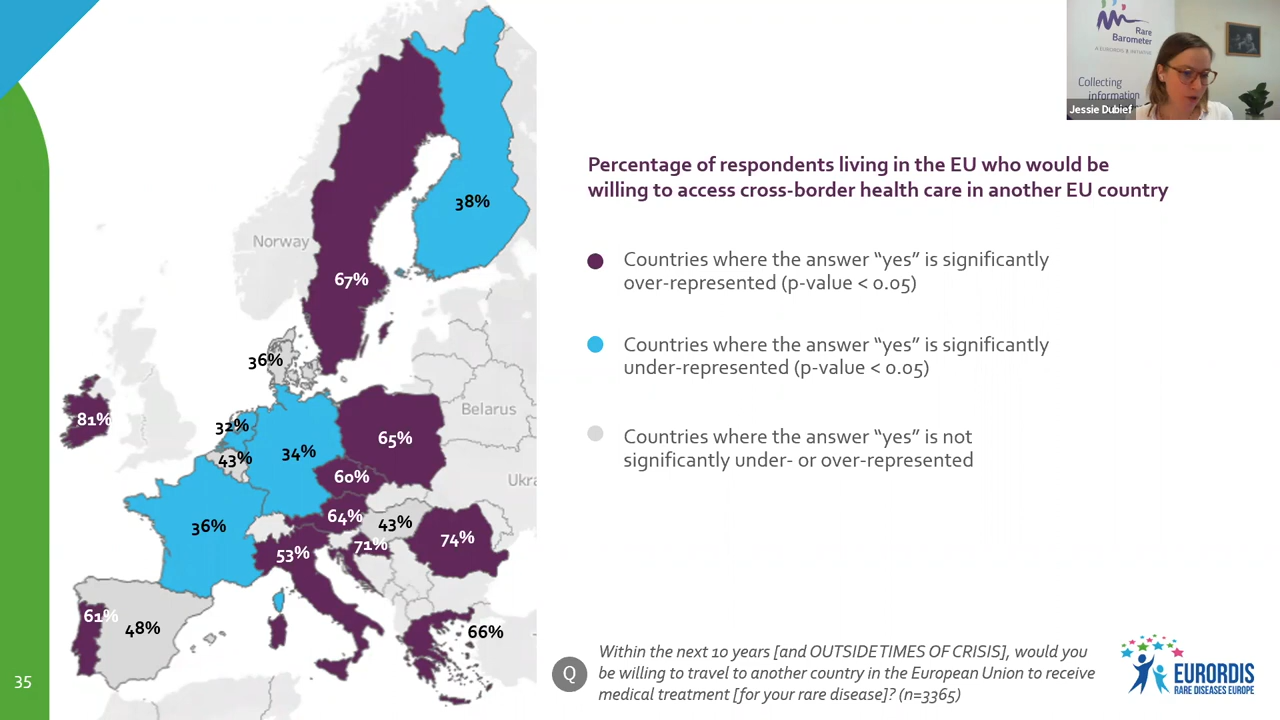 Rare
Barometer
A EURORDIS INITIATIVE
Collecting
information
Jessie Dubief
Percentage of respondents living in the EU who would be
willing to access cross-border health care in another EU country
Countries where the answer “yes” is significantly
over-represented (p-value < 0.05)
Countries where the answer “yes” is significantly
under-represented (p-value < 0.05)
Countries where the answer “yes” is not
significantly under- or over-represented
38%
Norway
67%
36%
81%
32%
Belarus
65%
43%
34%
60%
Ukra
64%
43%
36%
71%
74%
53%
61%
48%
66%
Q
Within the next 10 years [and OUTSIDE TIMES OF CRISIS], would you
be willing to travel to another country in the European Union to receive
medical treatment [for your rare disease]? (n=3365)
EURORDIS
RARE DISEASES EUROPE
35